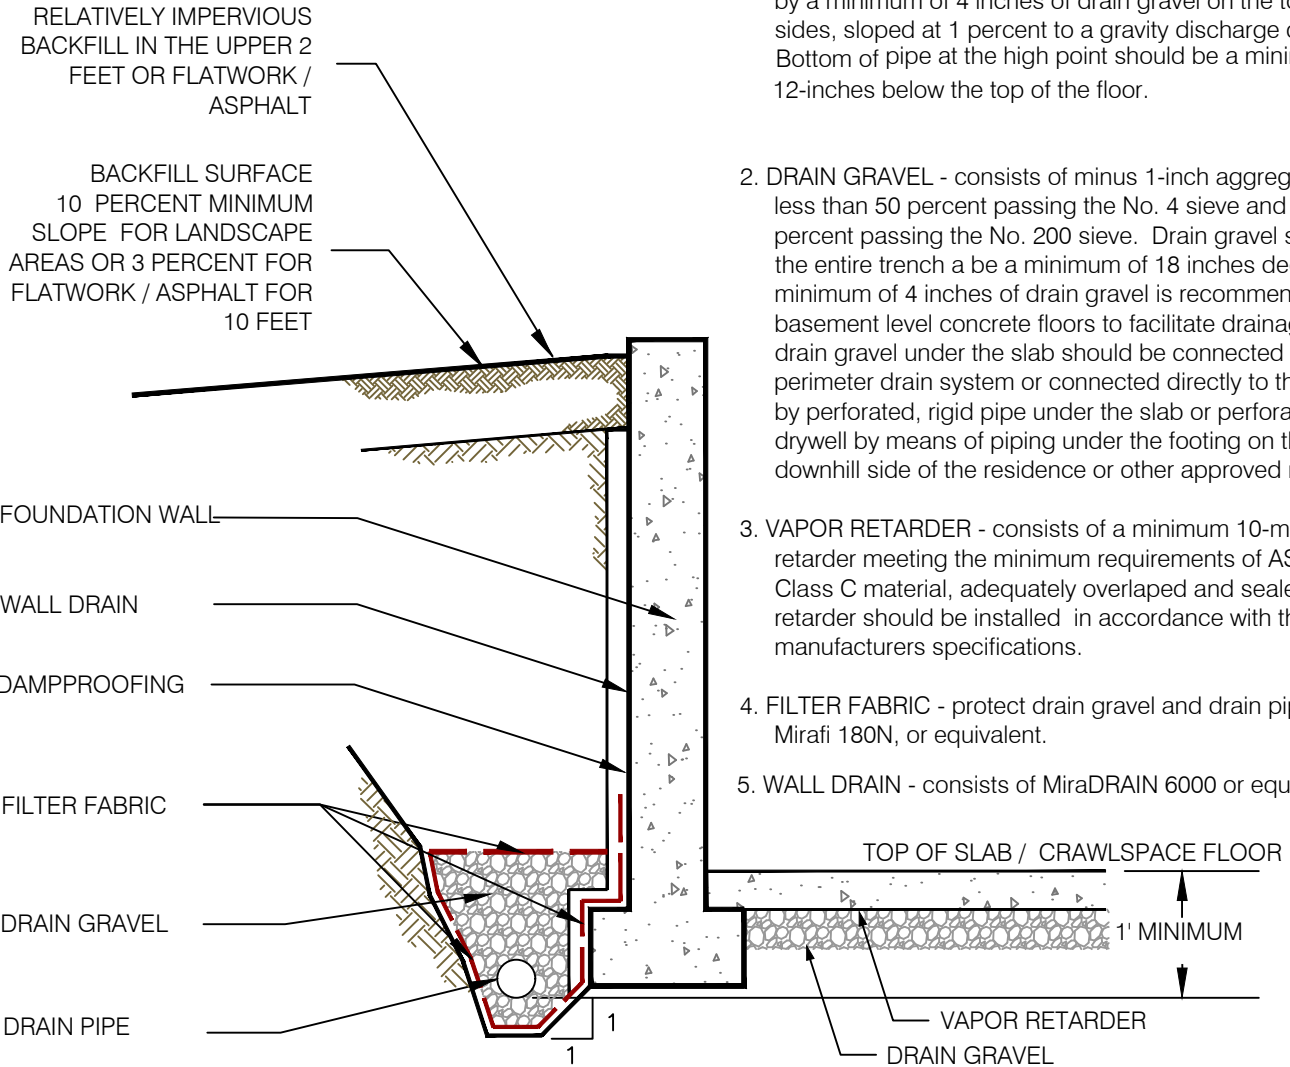 RELATIVELY IMPERVIOUS
BACKFILL IN THE UPPER 2
FEET OR FLATWORK /
ASPHALT
BACKFILL SURFACE
10 PERCENT MINIMUM
SLOPE FOR LANDSCAPE
AREAS OR 3 PERCENT FOR
FLATWORK / ASPHALT FOR
10 FEET
FOUNDATION WALL
WALL DRAIN
DAMPPROOFING
FILTER FABRIC
DRAIN GRAVEL
DRAIN PIPE
by a minimum of 4 inches of drain gravel on the
sides, sloped at 1 percent to a gravity discharge
Bottom of pipe at the high point should be a
12-inches below the top of the floor.
2. DRAIN GRAVEL - consists of minus 1-inch
less than 50 percent passing the No. 4 sieve and
percent passing the No. 200 sieve. Drain gravel
the entire trench a be a minimum of 18 inches
minimum of 4 inches of drain gravel is
basement level concrete floors to facilitate
drain gravel under the slab should be connected
perimeter drain system or connected directly to
by perforated, rigid pipe under the slab or
drywell by means of piping under the footing on
downhill side of the residence or other approved
3. VAPOR RETARDER - consists of a minimum
retarder meeting the minimum requirements of
Class C material, adequately overlaped and
retarder should be installed in accordance with
manufacturers specifications.
4. FILTER FABRIC - protect drain gravel and drain
Mirafi 180N, or equivalent.
5. WALL DRAIN - consists of MiraDRAIN 6000 or
TOP OF SLAB / CRAWLSPACE FLOOR
1' MINIMUM
VAPOR RETARDER
DRAIN GRAVEL
1
1